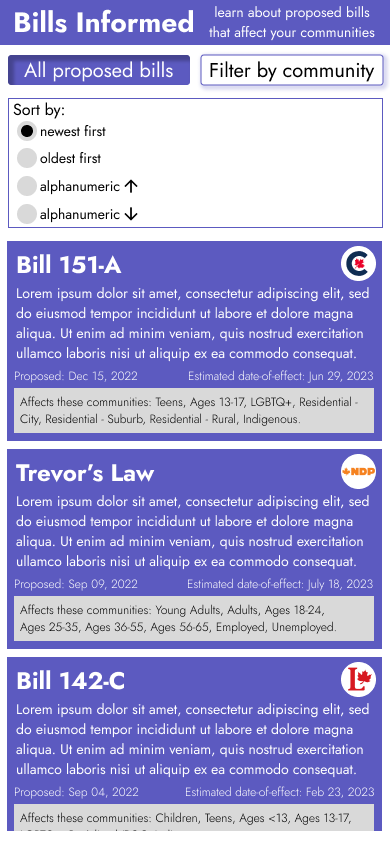 Bills Informed
learn about proposed bills
that affect your communities
All proposed bills
Filter by community
Sort by:
newest first
oldest first
alphanumeric ↑
alphanumeric ↓
Bill 151-A
C
Lorem ipsum dolor sit amet, consectetur adipiscing elit, sed
do eiusmod tempor incididunt ut labore et dolore magna
aliqua. Ut enim ad minim veniam, quis nostrud exercitation
ullamco laboris nisi ut aliquip ex ea commodo consequat.
Proposed: Dec 15, 2022
Estimated date-of-effect: Jun 29, 2023
Affects these communities: Teens, Ages 13-17, LGBTQ+, Residential -
City, Residential - Suburb, Residential - Rural, Indigenous.
Trevor's Law
NDP
Lorem ipsum dolor sit amet, consectetur adipiscing elit, sed
do eiusmod tempor incididunt ut labore et dolore magna
aliqua. Ut enim ad minim veniam, quis nostrud exercitation
ullamco laboris nisi ut aliquip ex ea commodo consequat.
Proposed: Sep 09, 2022
Estimated date-of-effect: July 18, 2023
Affects these communities: Young Adults, Adults, Ages 18-24,
Ages 25-35, Ages 36-55, Ages 56-65, Employed, Unemployed.
Bill 142-C
L
Lorem ipsum dolor sit amet, consectetur adipiscing elit, sed
do eiusmod tempor incididunt ut labore et dolore magna
aliqua. Ut enim ad minim veniam, quis nostrud exercitation
ullamco laboris nisi ut aliquip ex ea commodo consequat.
Proposed: Sep 04, 2022
Estimated date-of-effect: Feb 23, 2023
Affects these communities: Children, Teens, Ages <13, Ages 13-17,